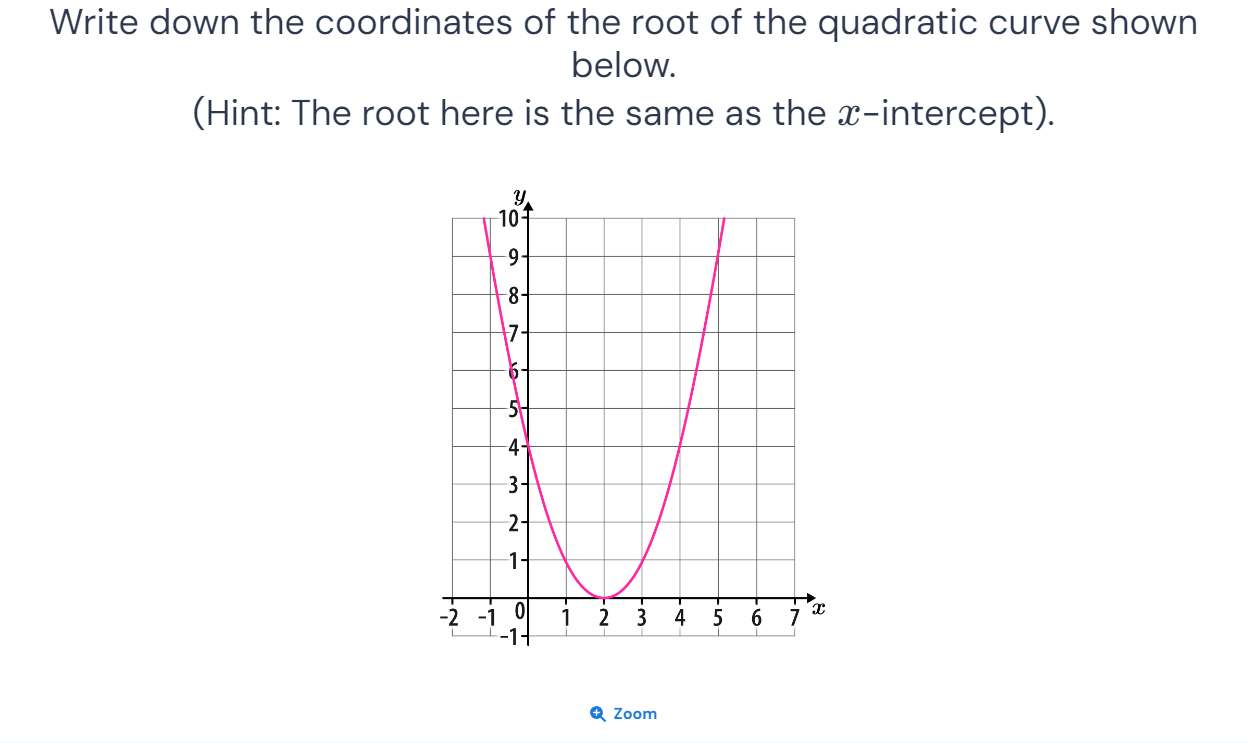 Write down the coordinates of the root of the quadratic curve shown
below.
(Hint: The root here is the same as the x-intercept).
y
10
9
8
7
6
5
4
3
2
1
-2 -1 0 1 2 3 4 5 6 7 x
-1
Zoom